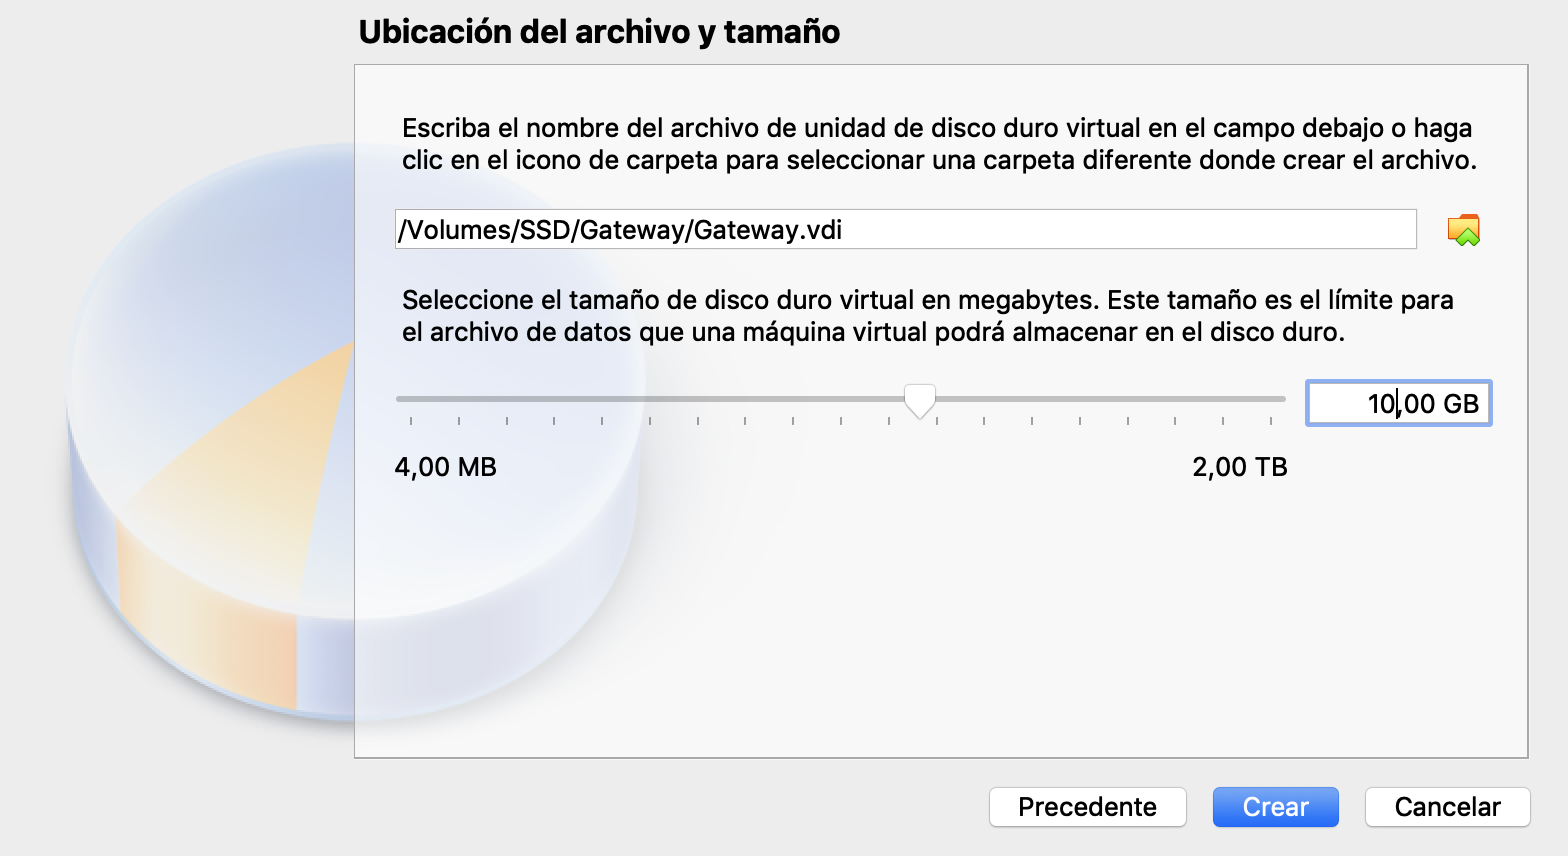 Ubicación del archivo y tamaño
Escriba el nombre del archivo de unidad de disco duro virtual en el campo debajo o haga
clic en el icono de carpeta para seleccionar una carpeta diferente donde crear el archivo.
/Volumes/SSD/Gateway/Gateway.vdi
Seleccione el tamaño de disco duro virtual en megabytes. Este tamaño es el límite para
el archivo de datos que una máquina virtual podrá almacenar en el disco duro.
10,00 GB
4,00 MB
2,00 TB
Precedente
Crear
Cancelar